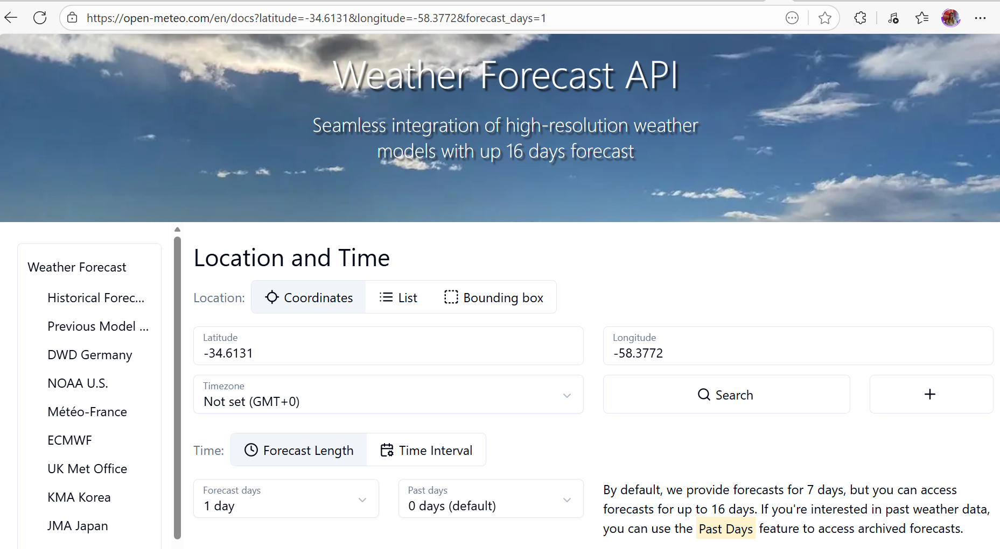 https://open-meteo.com/en/docs?latitude=-34.6131&longitude=-58.3772&forecast_days=1
Weather Forecast API
Seamless integration of high-resolution weather
models with up 16 days forecast
Weather Forecast
Historical Forec...
Previous Model ...
DWD Germany
NOAA U.S.
Météo-France
ECMWF
UK Met Office
KMA Korea
JMA Japan
Location and Time
Location: Coordinates List Bounding box
Latitude
-34.6131
Longitude
-58.3772
Timezone
Not set (GMT+0)
Search
Time: Forecast Length Time Interval
Forecast days
1 day
Past days
0 days (default)
By default, we provide forecasts for 7 days, but you can access
forecasts for up to 16 days. If you're interested in past weather data,
you can use the Past Days feature to access archived forecasts.